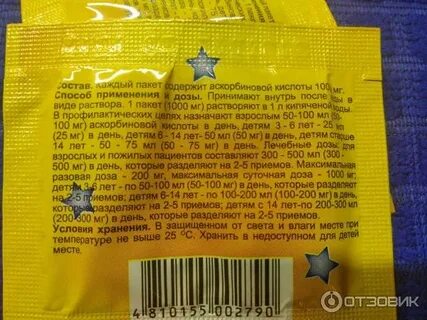 Состав. Каждый пакет содержит аскорбиновой кислоты 1000 мг.
Способ применения и дозы. Принимают внутрь после еды в
виде раствора. 1 пакет (1000 мг) растворяют в 1 л кипяченой воды.
В профилактических целях назначают взрослым 50-100 мл (50-
100 мг) аскорбиновой кислоты в день, детям 3-6 лет - 25 мл
(25 мг) в день, детям 6-14 лет- 50 мл (50 мг) в день, детям старше
14 лет - 50 - 75 мл (50 - 75 мг) в день. Лечебные дозы: для
взрослых и пожилых пациентов составляют 300 - 500 мл (300 -
500 мг) в день, которые разделяют на 2-5 приемов. Максимальная
разовая доза - 200 мг, максимальная суточная доза - 1000 мг;
детям 3-6 лет - по 50-100 мл (50-100 мг) в день, которые разделяют
на 2-5 приемов; детям 6-14 лет - по 100-200 мл (100-200 мг) в
день, которые разделяют на 2-5 приемов; детям с 14 лет по 200-300 мл
(200-300 мг) в день, которые разделяют на 2-5 приемов.
Условия хранения. В защищенном от света и влаги месте при
температуре не выше 25 °С. Хранить в недоступном для детей
месте.
4 810155 002790
ОТЗОВИК